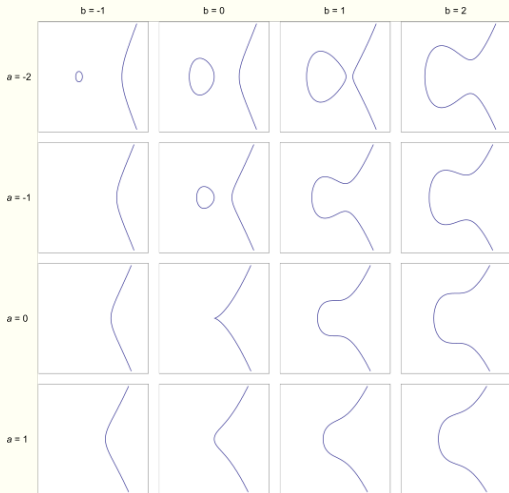 b = -1 b = 0 b = 1 b = 2
a = -2
a = -1
a = 0
a = 1